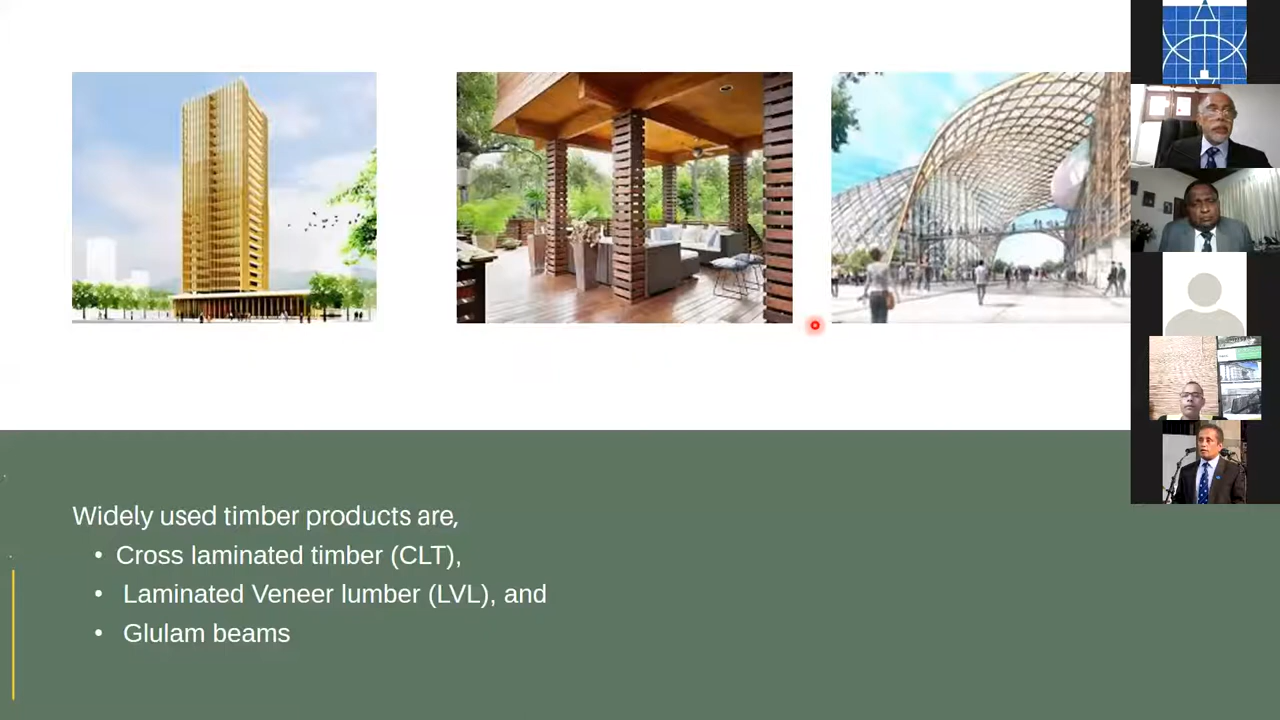 Widely used timber products are,
• Cross laminated timber (CLT),
• Laminated Veneer lumber (LVL), and
• Glulam beams